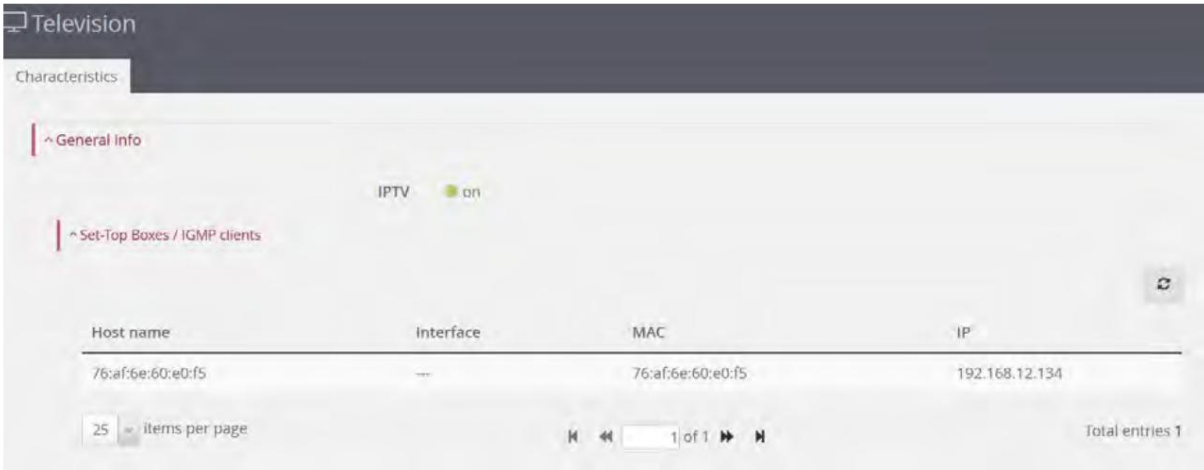 Television
Characteristics
General info
IPTV on
Set-Top Boxes / IGMP clients
Host name Interface MAC IP
76:af:6e:60:e0:f5 --- 76:af:6e:60:e0:f5 192.168.12.134
25 items per page 1 of 1 Total entries 1